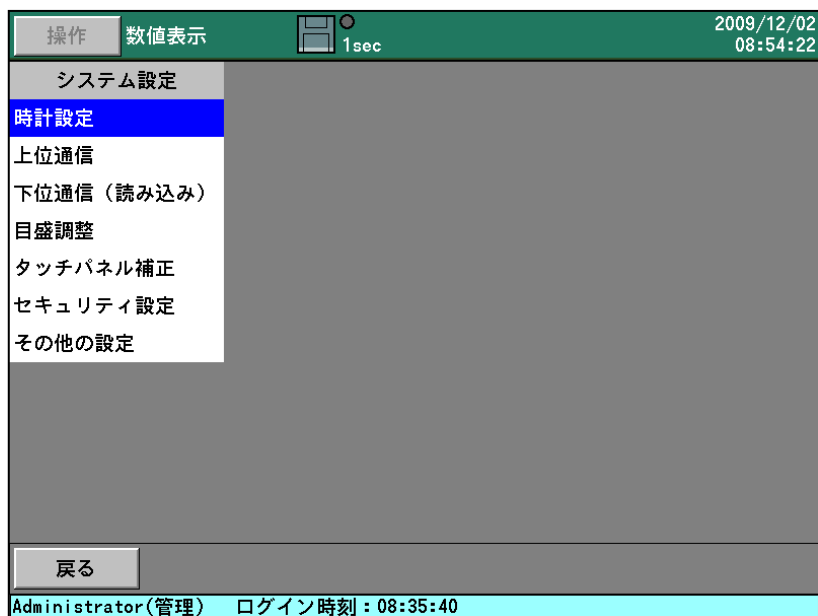 操作 数値表示 1sec 2009/12/02
08:54:22
システム設定
時計設定
上位通信
下位通信（読み込み）
目盛調整
タッチパネル補正
セキュリティ設定
その他の設定
戻る
Administrator(管理) ログイン時刻：08:35:40